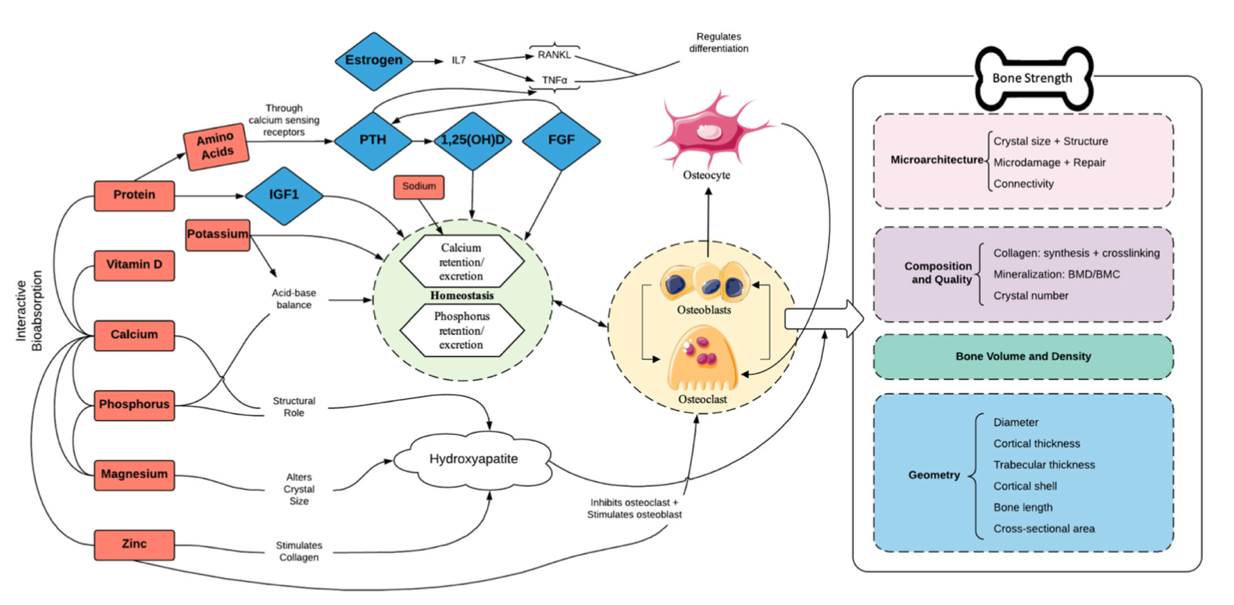 Estrogen
IL7
RANKL
TNFα
Regulates
differentiation
Through
calcium sensing
receptors
Amino
Acids
PTH
1,25(OH)D
FGF
Protein
IGF1
Sodium
Potassium
Vitamin D
Calcium
Phosphorus
Magnesium
Zinc
Interactive
Bioabsorption
Acid-base
balance
Structural
Role
Alters
Crystal
Size
Stimulates
Collagen
Calcium
retention/
excretion
Homeostasis
Phosphorus
retention/
excretion
Hydroxyapatite
Osteocyte
Osteoblasts
Osteoclast
Inhibits osteoclast +
Stimulates osteoblast
Bone Strength
Microarchitecture
Crystal size + Structure
Microdamage + Repair
Connectivity
Composition
and Quality
Collagen: synthesis + crosslinking
Mineralization: BMD/BMC
Crystal number
Bone Volume and Density
Geometry
Diameter
Cortical thickness
Trabecular thickness
Cortical shell
Bone length
Cross-sectional area